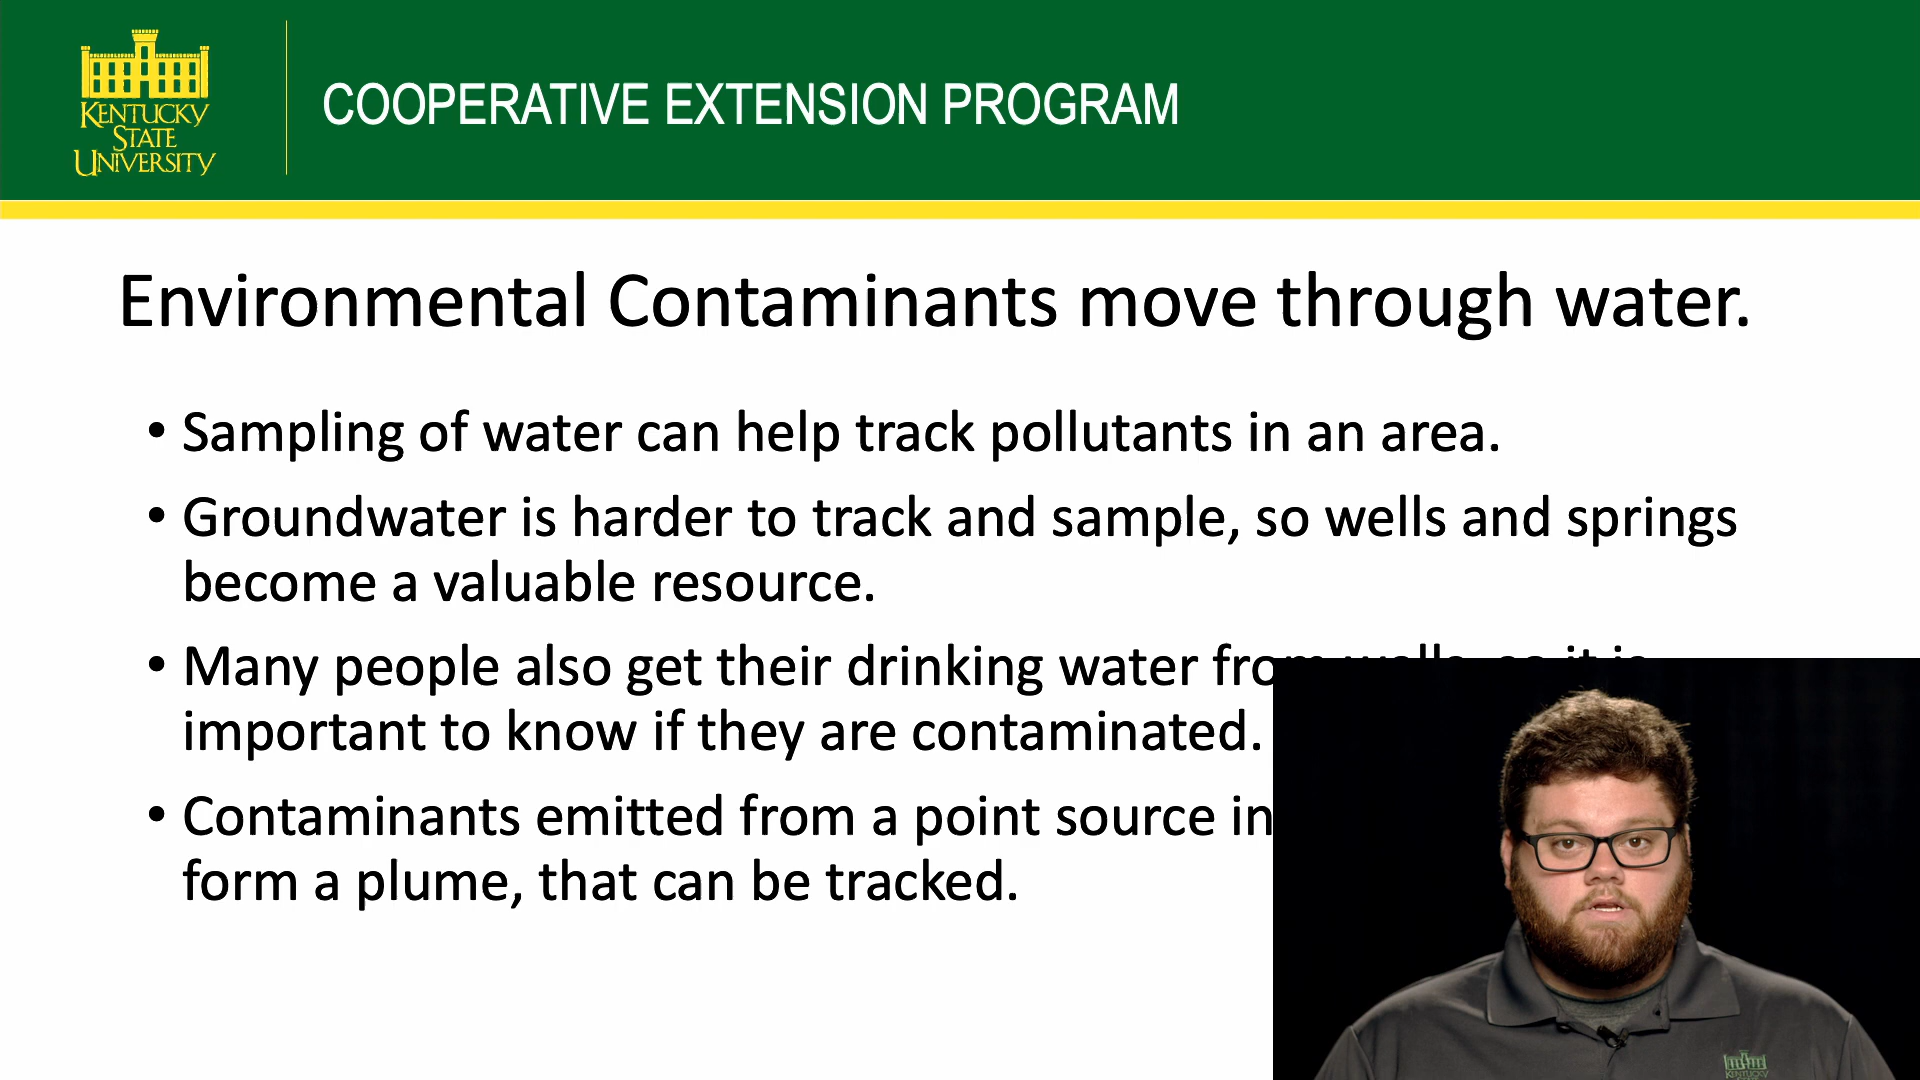 KENTUCKY
STATE
UNIVERSITY
COOPERATIVE EXTENSION PROGRAM
Environmental Contaminants move through water.
• Sampling of water can help track pollutants in an area.
• Groundwater is harder to track and sample, so wells and springs
become a valuable resource.
• Many people also get their drinking water from wells, so it is
important to know if they are contaminated.
• Contaminants emitted from a point source in
form a plume, that can be tracked.
KENTUCKY